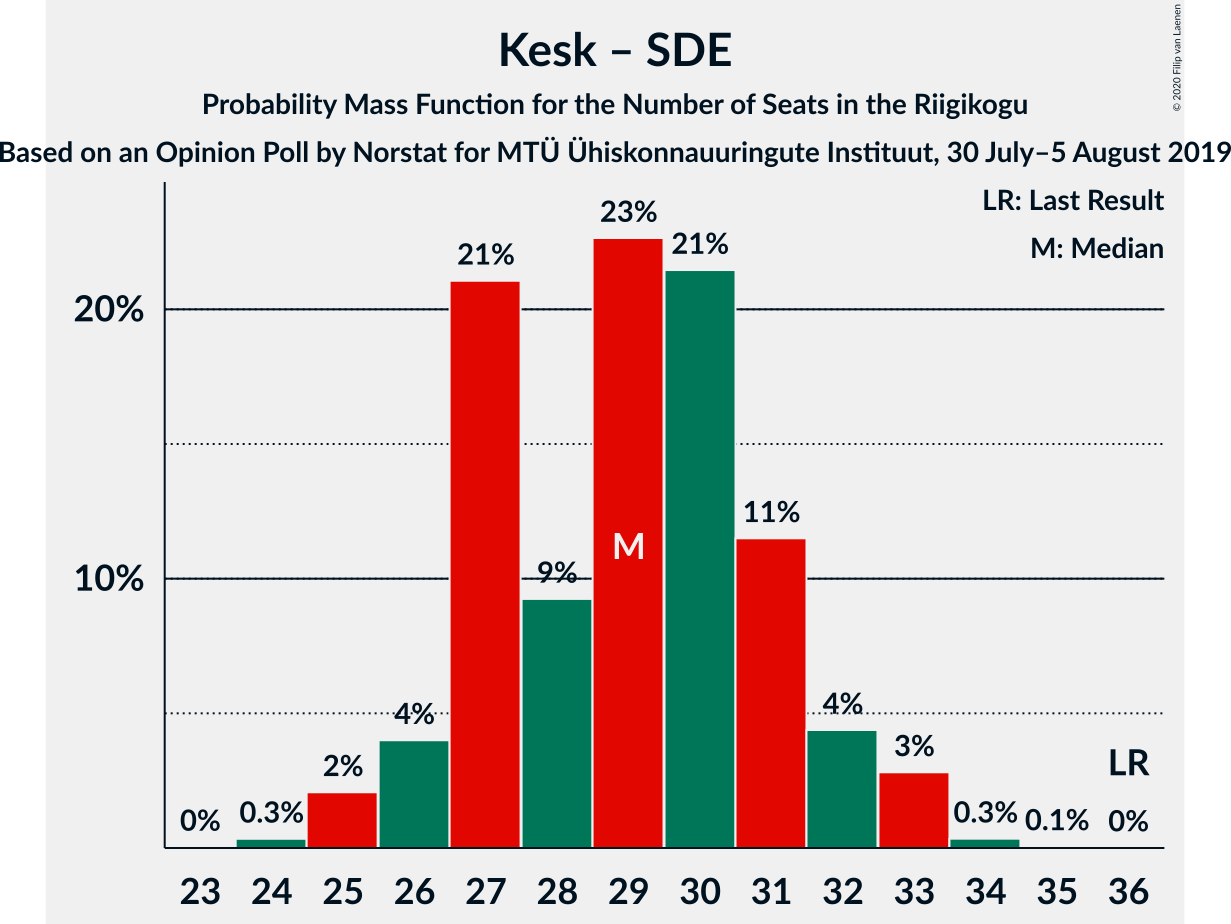 Kesk – SDE
Probability Mass Function for the Number of Seats in the Riigikogu
Based on an Opinion Poll by Norstat for MTÜ Ühiskonnauuringute Instituut, 30 July–5 August 2019
© 2020 Filip van Laenen
LR: Last Result
M: Median
20%
10%
0% 0.3% 2% 4% 21% 9% 23% 21% 11% 4% 3% 0.3% 0.1% 0%
M
LR
23 24 25 26 27 28 29 30 31 32 33 34 35 36